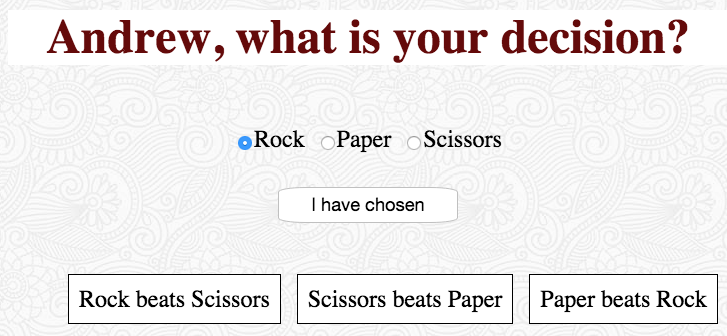 Andrew, what is your decision?
Rock Paper Scissors
I have chosen
Rock beats Scissors Scissors beats Paper Paper beats Rock